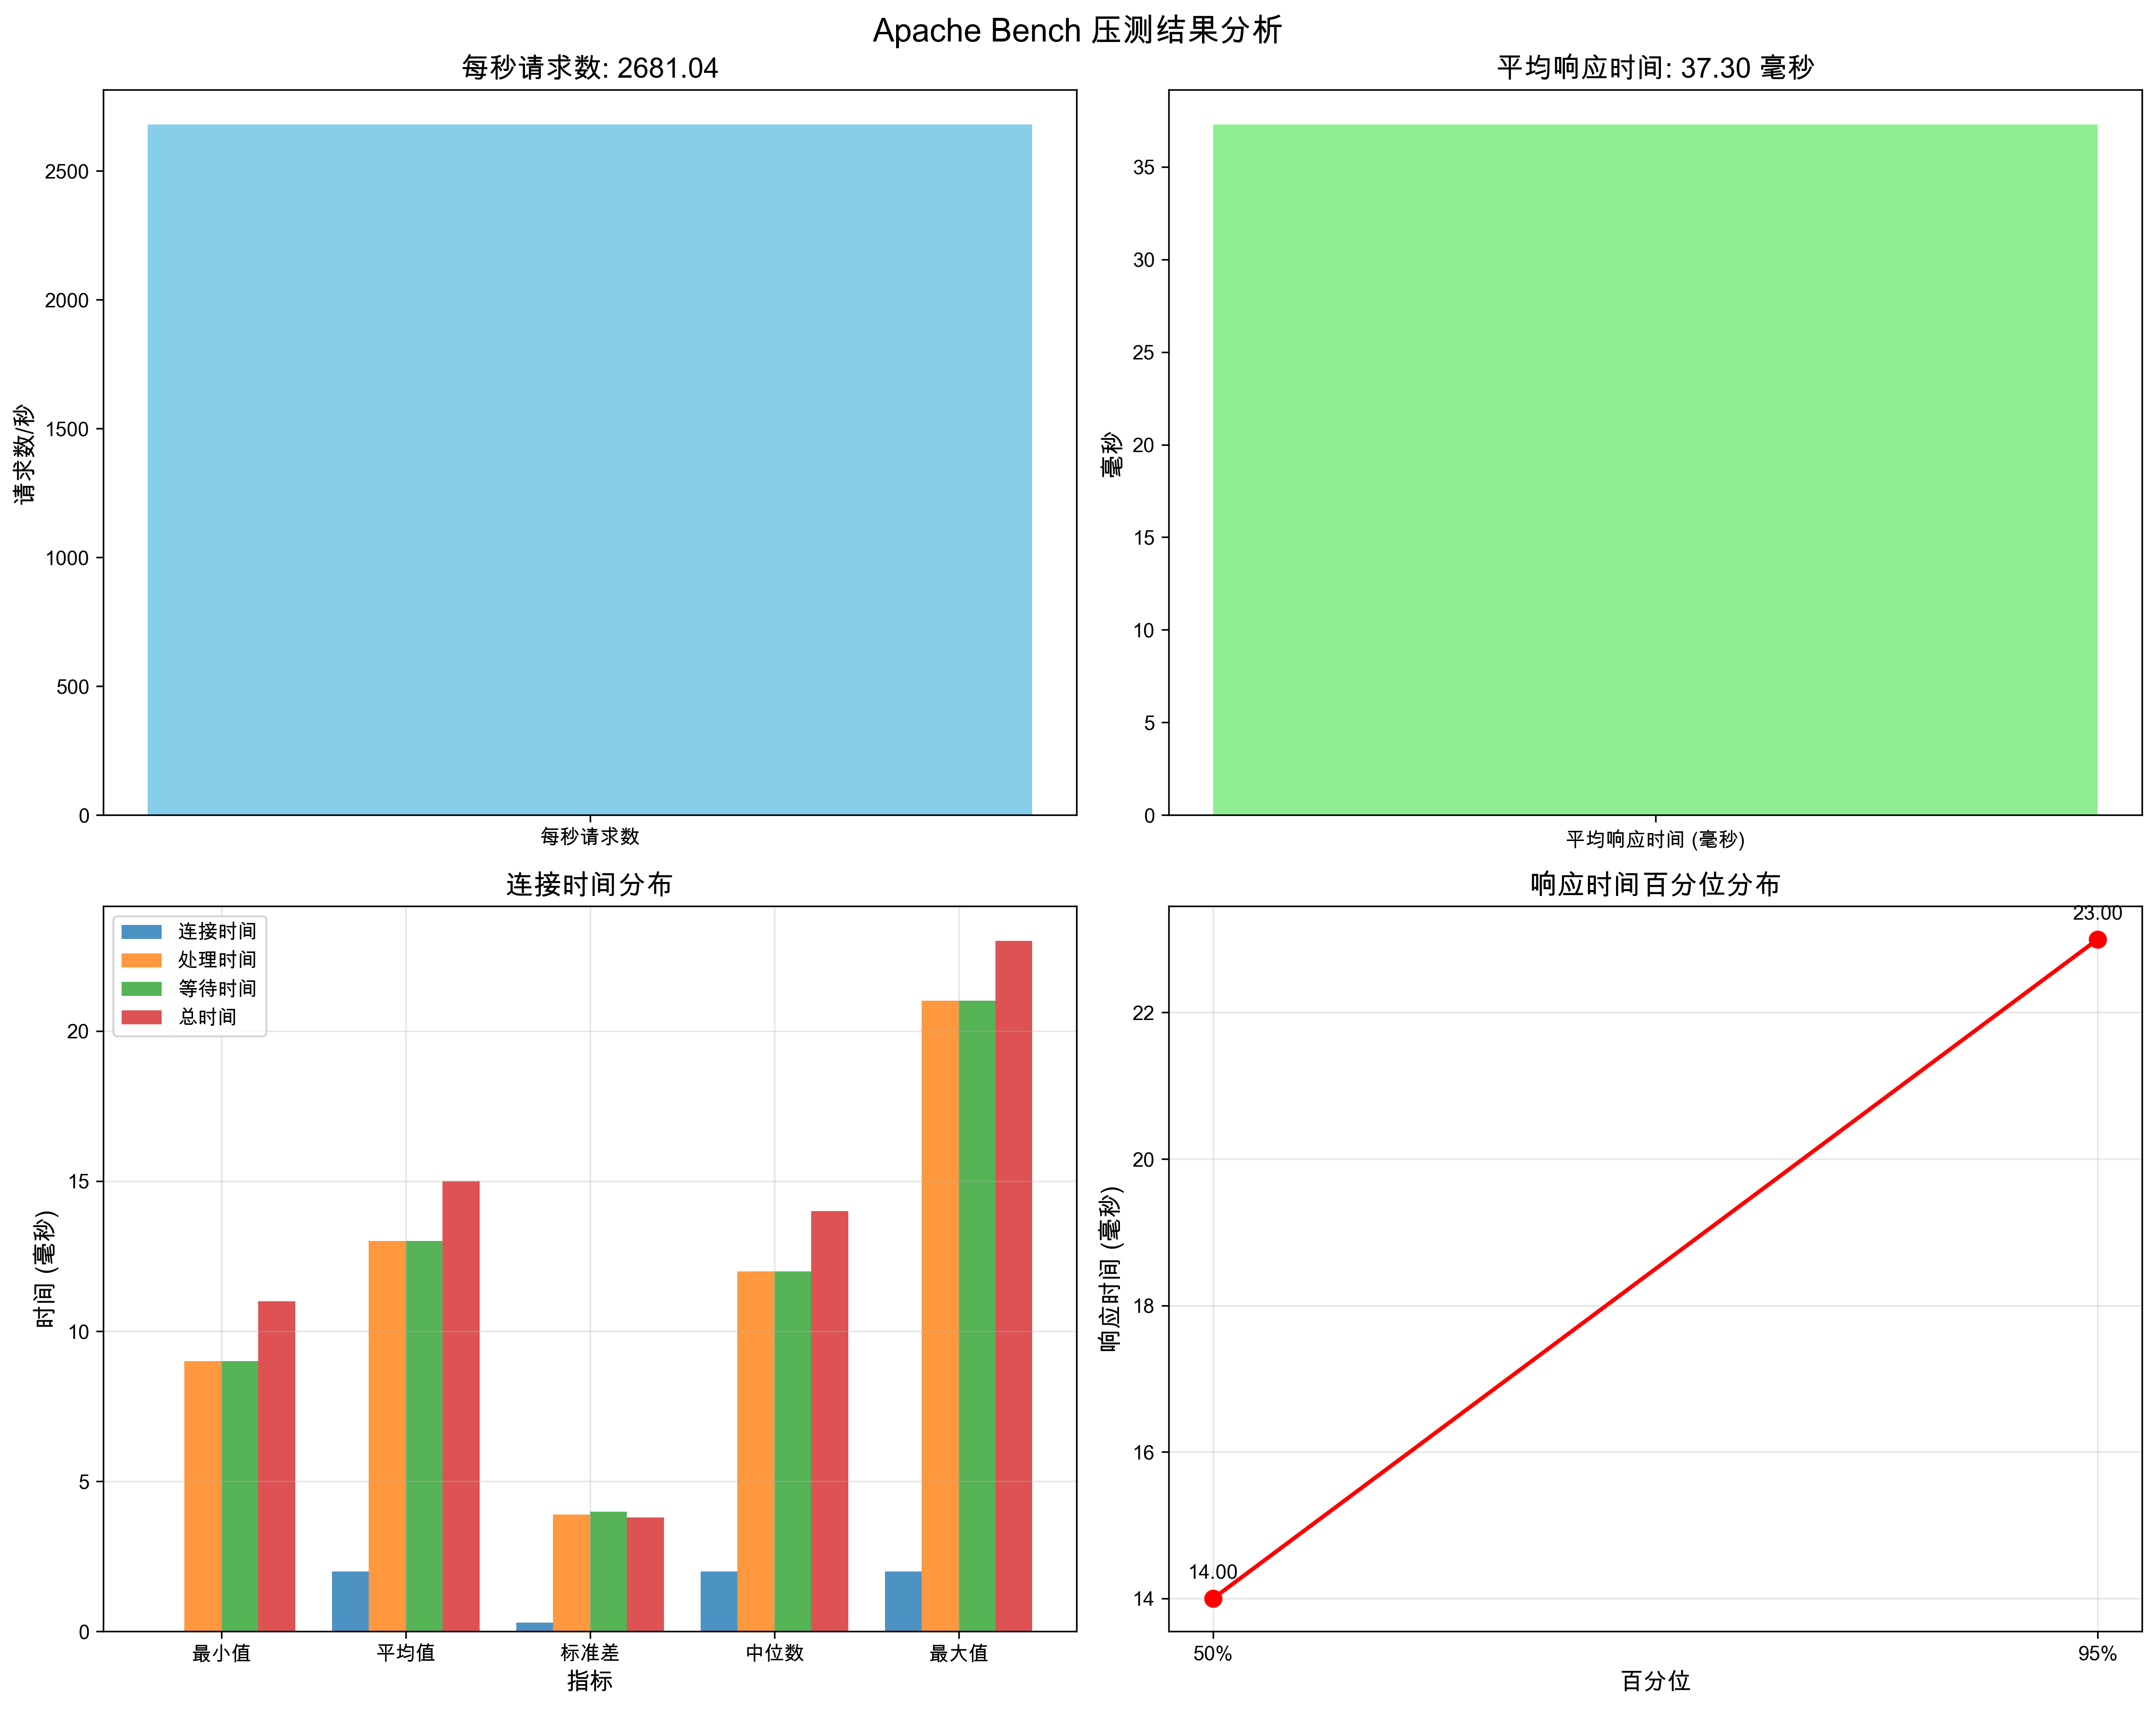 Apache Bench 压测结果分析
每秒请求数: 2681.04
请求数/秒
2500
2000
1500
1000
500
0
每秒请求数
平均响应时间: 37.30 毫秒
毫秒
35
30
25
20
15
10
5
0
平均响应时间 (毫秒)
连接时间分布
连接时间
处理时间
等待时间
总时间
时间 (毫秒)
20
15
10
5
0
最小值 平均值 标准差 中位数 最大值
指标
响应时间百分位分布
23.00
响应时间 (毫秒)
22
20
18
16
14
14.00
50% 95%
百分位